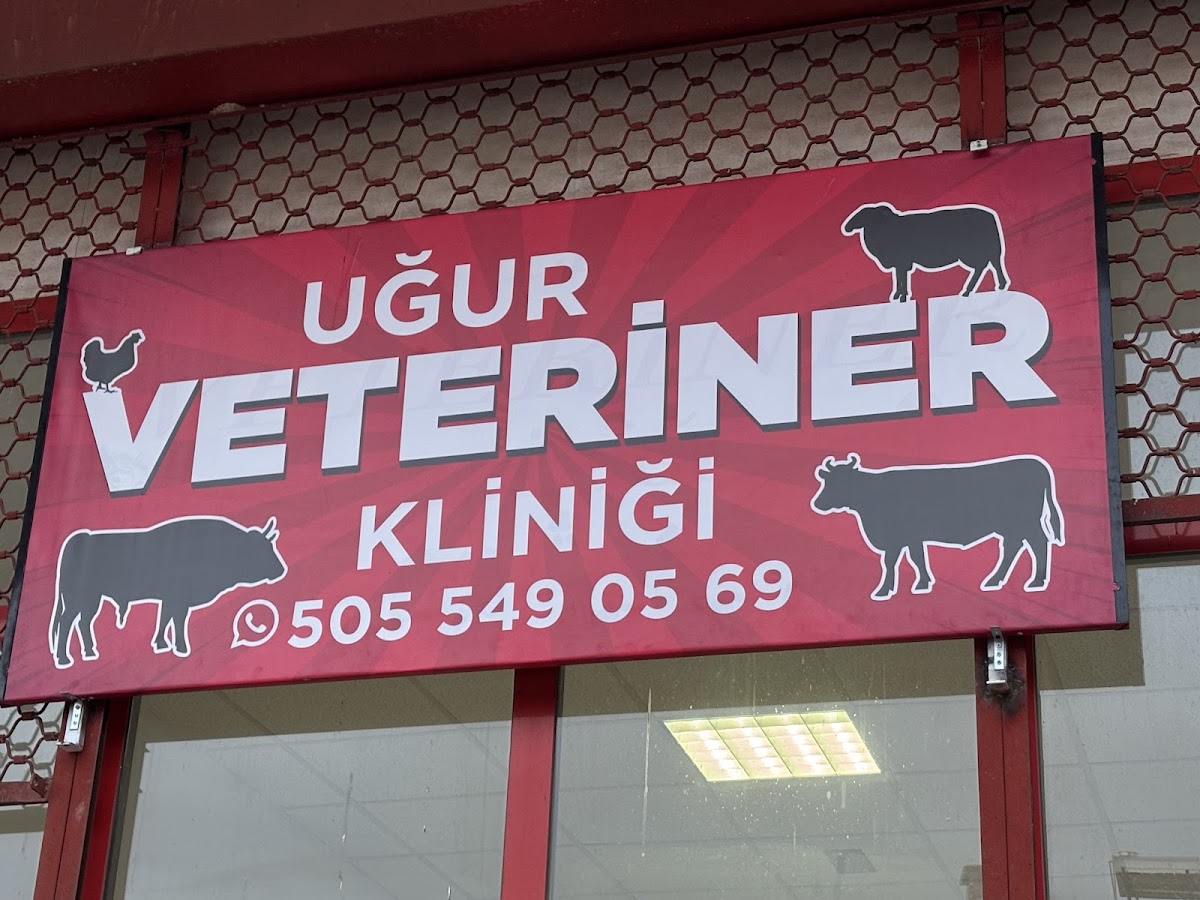 UĞUR
VETERİNER
KLİNİĞİ
505 549 05 69